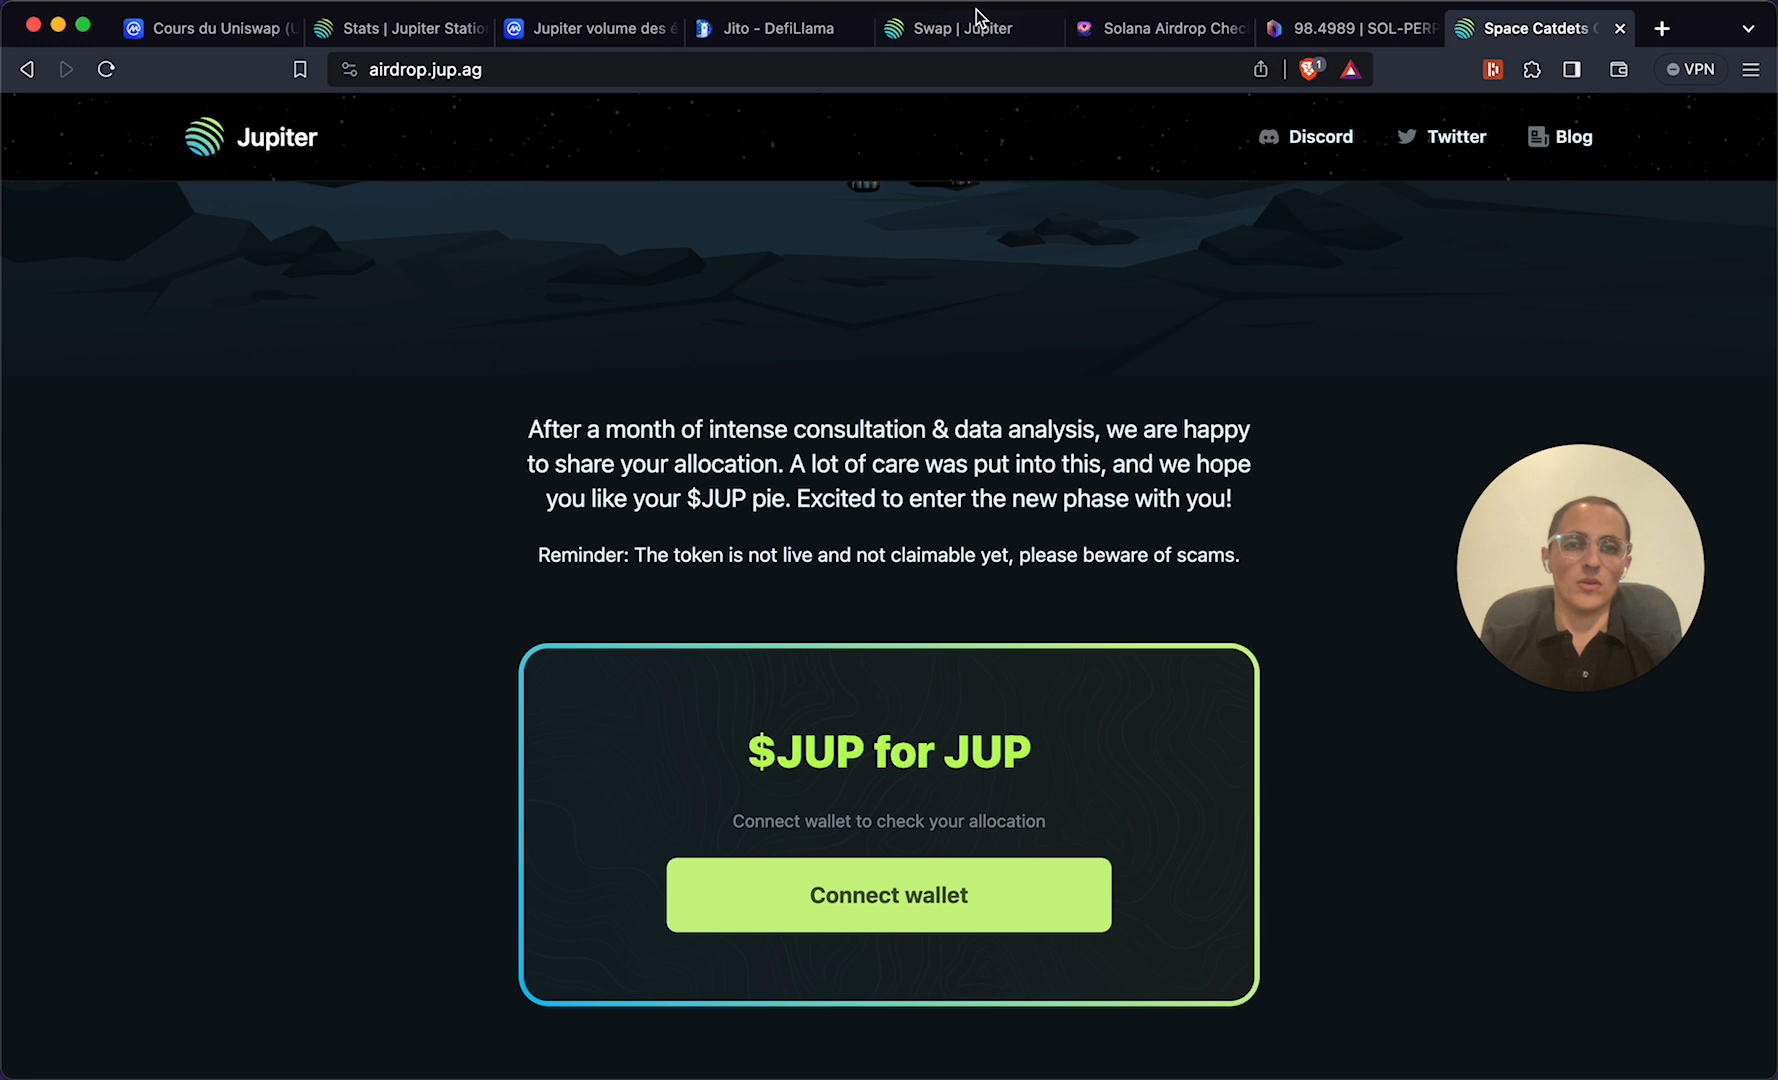 Cours du Uniswap (U
Stats | Jupiter Station
Jupiter volume des é
Jito - DefiLlama
Swap | Jupiter
Solana Airdrop Chec
98.4989 | SOL-PERP
Space Catdets
airdrop.jup.ag
1
VPN
Jupiter
Discord
Twitter
Blog
After a month of intense consultation & data analysis, we are happy
to share your allocation. A lot of care was put into this, and we hope
you like your $JUP pie. Excited to enter the new phase with you!
Reminder: The token is not live and not claimable yet, please beware of scams.
$JUP for JUP
Connect wallet to check your allocation
Connect wallet